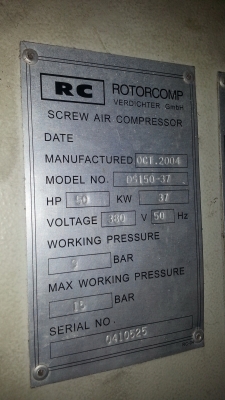 RC ROTORCOMP
VERDICHTER GmbH
SCREW AIR COMPRESSOR
DATE
MANUFACTURED OCT.2004
MODEL NO. DS150-37
HP 50 KW 37
VOLTAGE 380 V 50 Hz
WORKING PRESSURE
BAR
MAX WORKING PRESSURE
BAR
SERIAL NO.
0410525